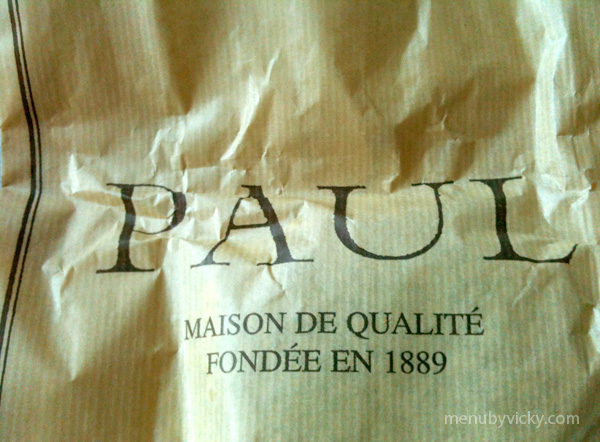 PAUL
MAISON DE QUALITÉ
FONDÉE EN 1889
menubyvicky.com